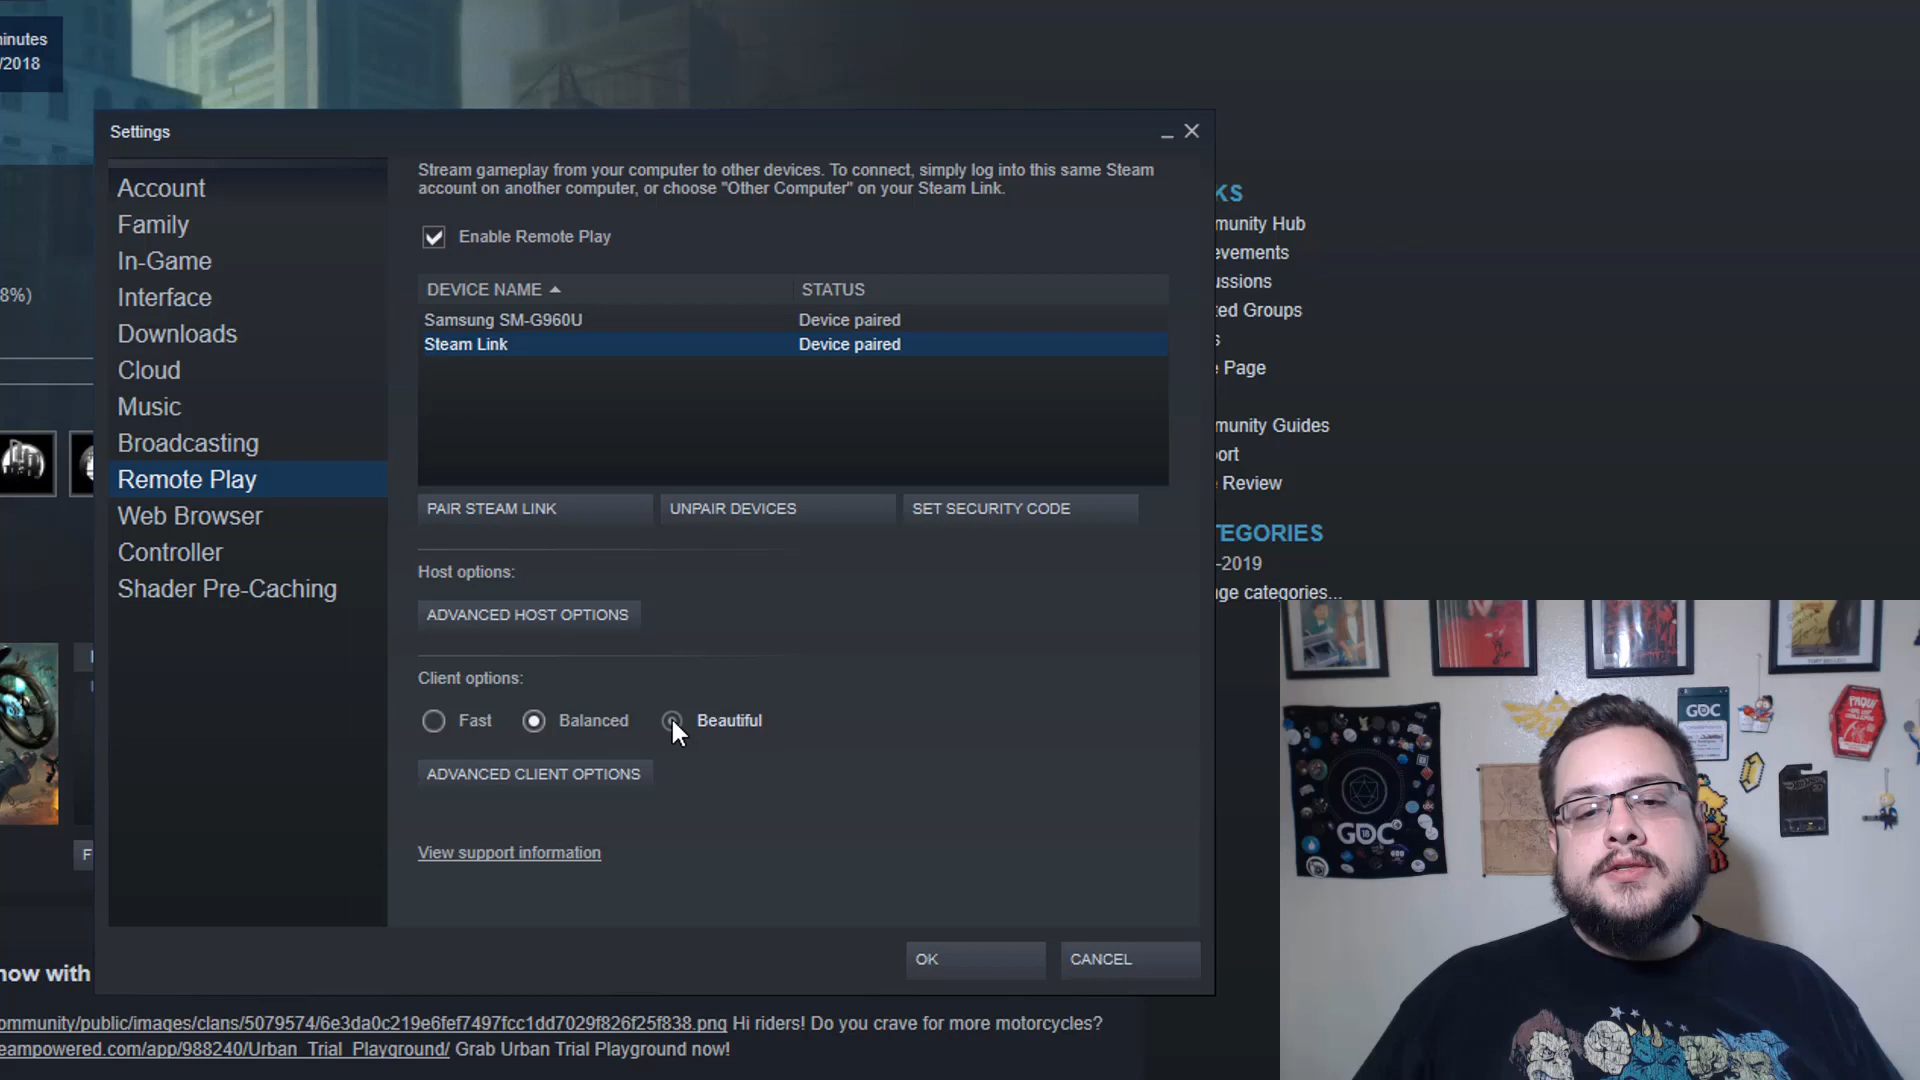 inutes
/2018
Settings
Account
Family
In-Game
Interface
Downloads
Cloud
Music
Broadcasting
Remote Play
Web Browser
Controller
Shader Pre-Caching
Stream gameplay from your computer to other devices. To connect, simply log into this same Steam
account on another computer, or choose "Other Computer" on your Steam Link.
Enable Remote Play
DEVICE NAME STATUS
Samsung SM-G960U Device paired
Steam Link Device paired
PAIR STEAM LINK UNPAIR DEVICES SET SECURITY CODE
Host options:
ADVANCED HOST OPTIONS
Client options:
Fast Balanced Beautiful
ADVANCED CLIENT OPTIONS
View support information
OK CANCEL
8%)
KS
munity Hub
evements
ussions
ted Groups
s
e Page
munity Guides
ort
Review
TEGORIES
-2019
ge categories...
F
now with
ommunity/public/images/clans/5079574/6e3da0c219e6fef7497fcc1dd7029f826f25f838.png Hi riders! Do you crave for more motorcycles?
eampowered.com/app/988240/Urban_Trial_Playground/ Grab Urban Trial Playground now!
GDC
GDC
PAQUI